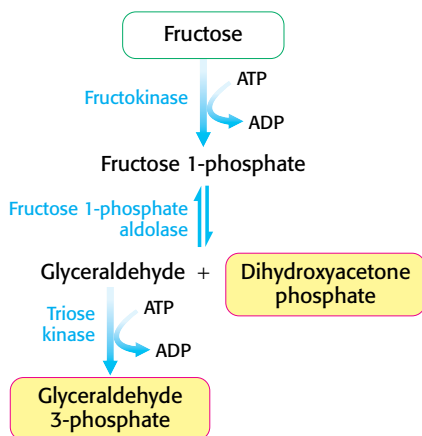 Fructose
Fructokinase
ATP
ADP
Fructose 1-phosphate
Fructose 1-phosphate
aldolase
Glyceraldehyde + Dihydroxyacetone
phosphate
Triose
kinase
ATP
ADP
Glyceraldehyde
3-phosphate